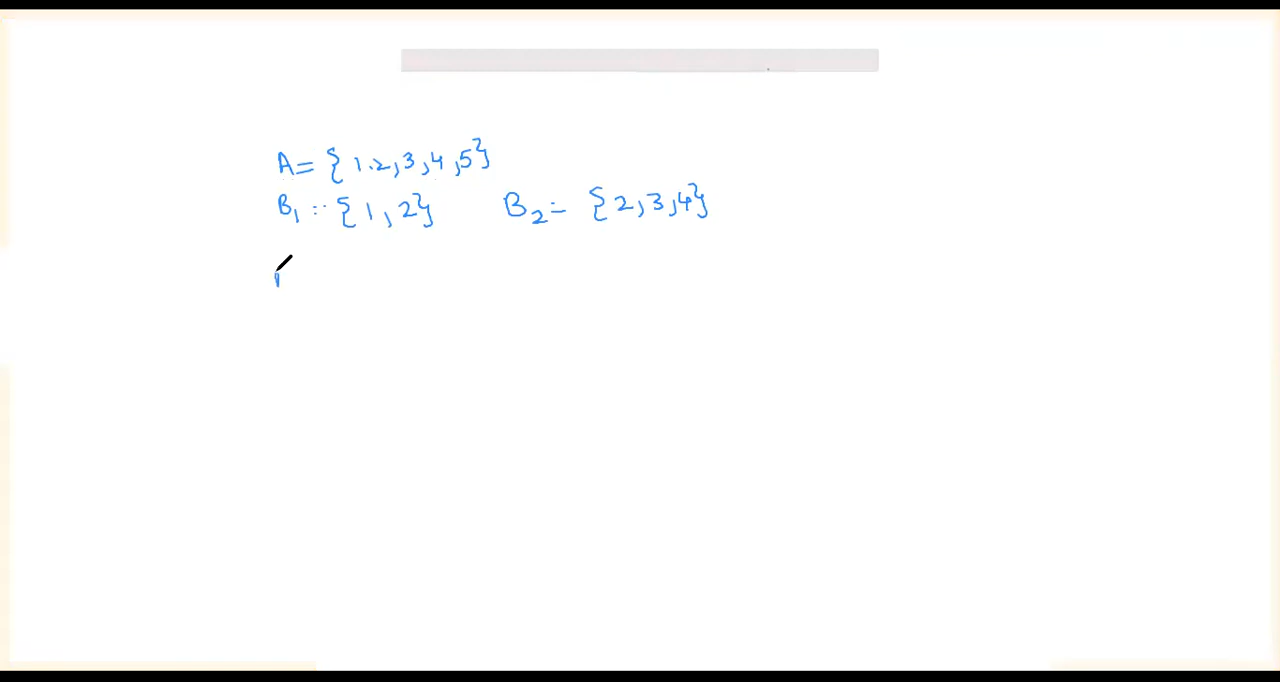 A= {1.2,3,4,5}
B1 = {1,2} B2= {2,3,4}